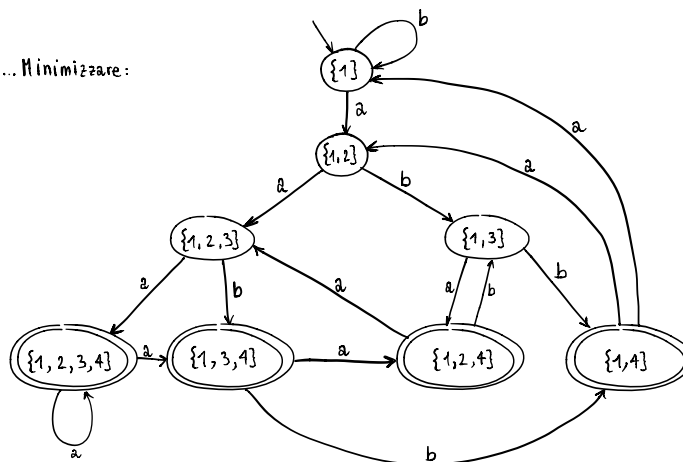 b
... Minimizzare:
{1}
a
a
{1,2}
a
a
b
{1,2,3}
{1,3}
a
b
a
a
b
b
{1,2,3,4}
a
{1,3,4}
a
{1,2,4}
{1,4}
a
b